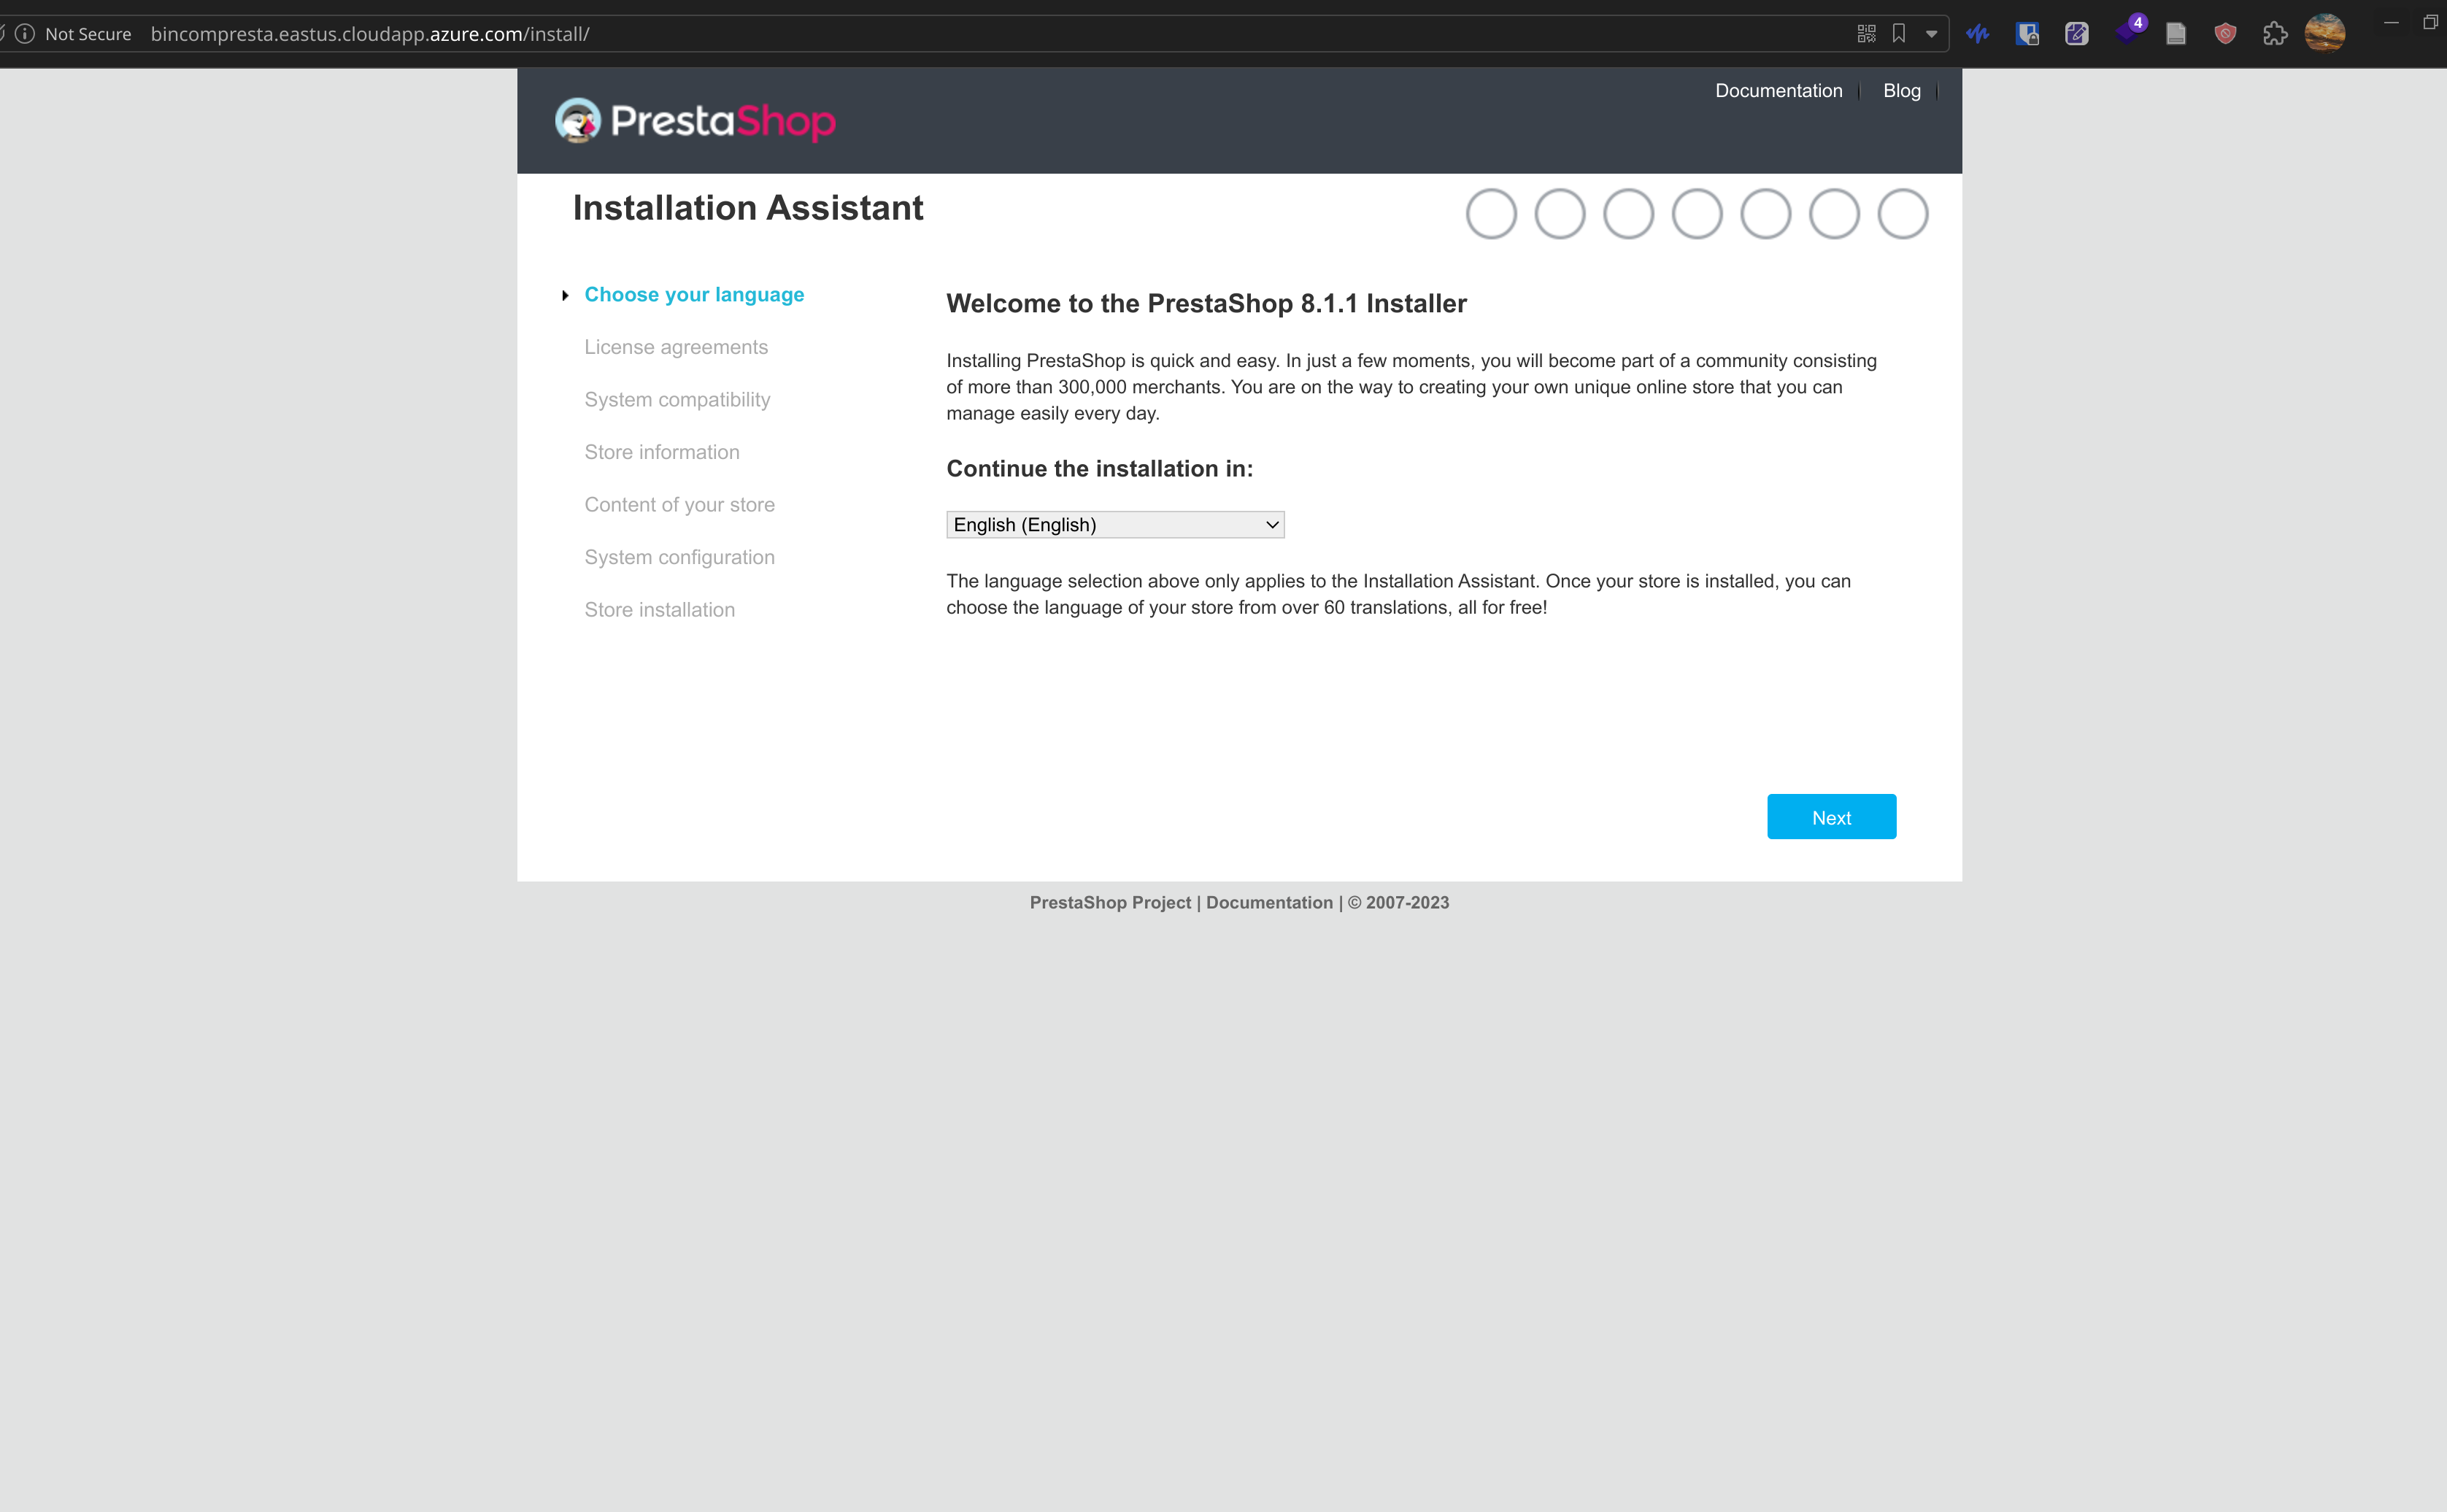 Not Secure bincompresta.eastus.cloudapp.azure.com/install/
4
Documentation
Blog
PrestaShop
Installation Assistant
Choose your language
License agreements
System compatibility
Store information
Content of your store
System configuration
Store installation
Welcome to the PrestaShop 8.1.1 Installer
Installing PrestaShop is quick and easy. In just a few moments, you will become part of a community consisting
of more than 300,000 merchants. You are on the way to creating your own unique online store that you can
manage easily every day.
Continue the installation in:
English (English)
The language selection above only applies to the Installation Assistant. Once your store is installed, you can
choose the language of your store from over 60 translations, all for free!
Next
PrestaShop Project | Documentation | © 2007-2023